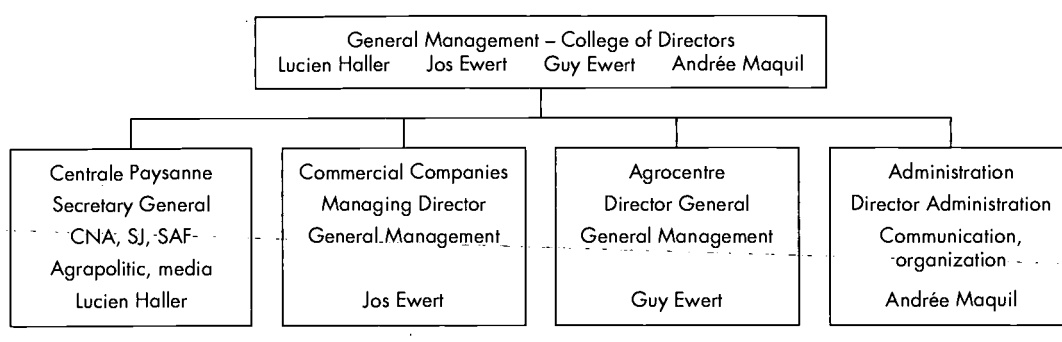 General Management – College of Directors
Lucien Haller Jos Ewert Guy Ewert Andrée Maquil
Centrale Paysanne
Secretary General
CNA, SJ, SAF
Agrapolitic, media
Lucien Haller
Commercial Companies
Managing Director
General Management
Jos Ewert
Agrocentre
Director General
General Management
Guy Ewert
Administration
Director Administration
Communication,
organization
Andrée Maquil